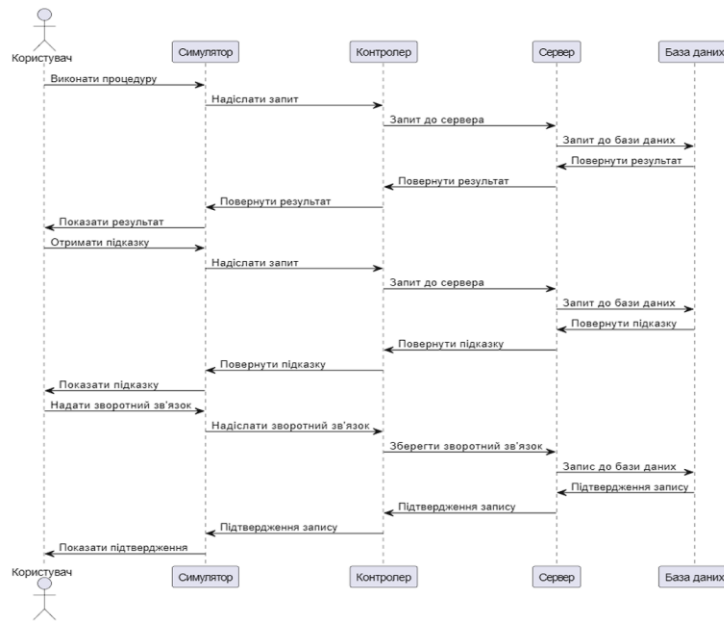 Користувач
Симулятор
Контролер
Сервер
База даних
Виконати процедуру
Надіслати запит
Запит до сервера
Запит до бази даних
Повернути результат
Повернути результат
Повернути результат
Показати результат
Отримати підказку
Надіслати запит
Запит до сервера
Запит до бази даних
Повернути підказку
Повернути підказку
Повернути підказку
Показати підказку
Надати зворотний зв'язок
Надіслати зворотний зв'язок
Зберегти зворотний зв'язок
Запис до бази даних
Підтвердження запису
Підтвердження запису
Підтвердження запису
Показати підтвердження
Користувач
Симулятор
Контролер
Сервер
База даних